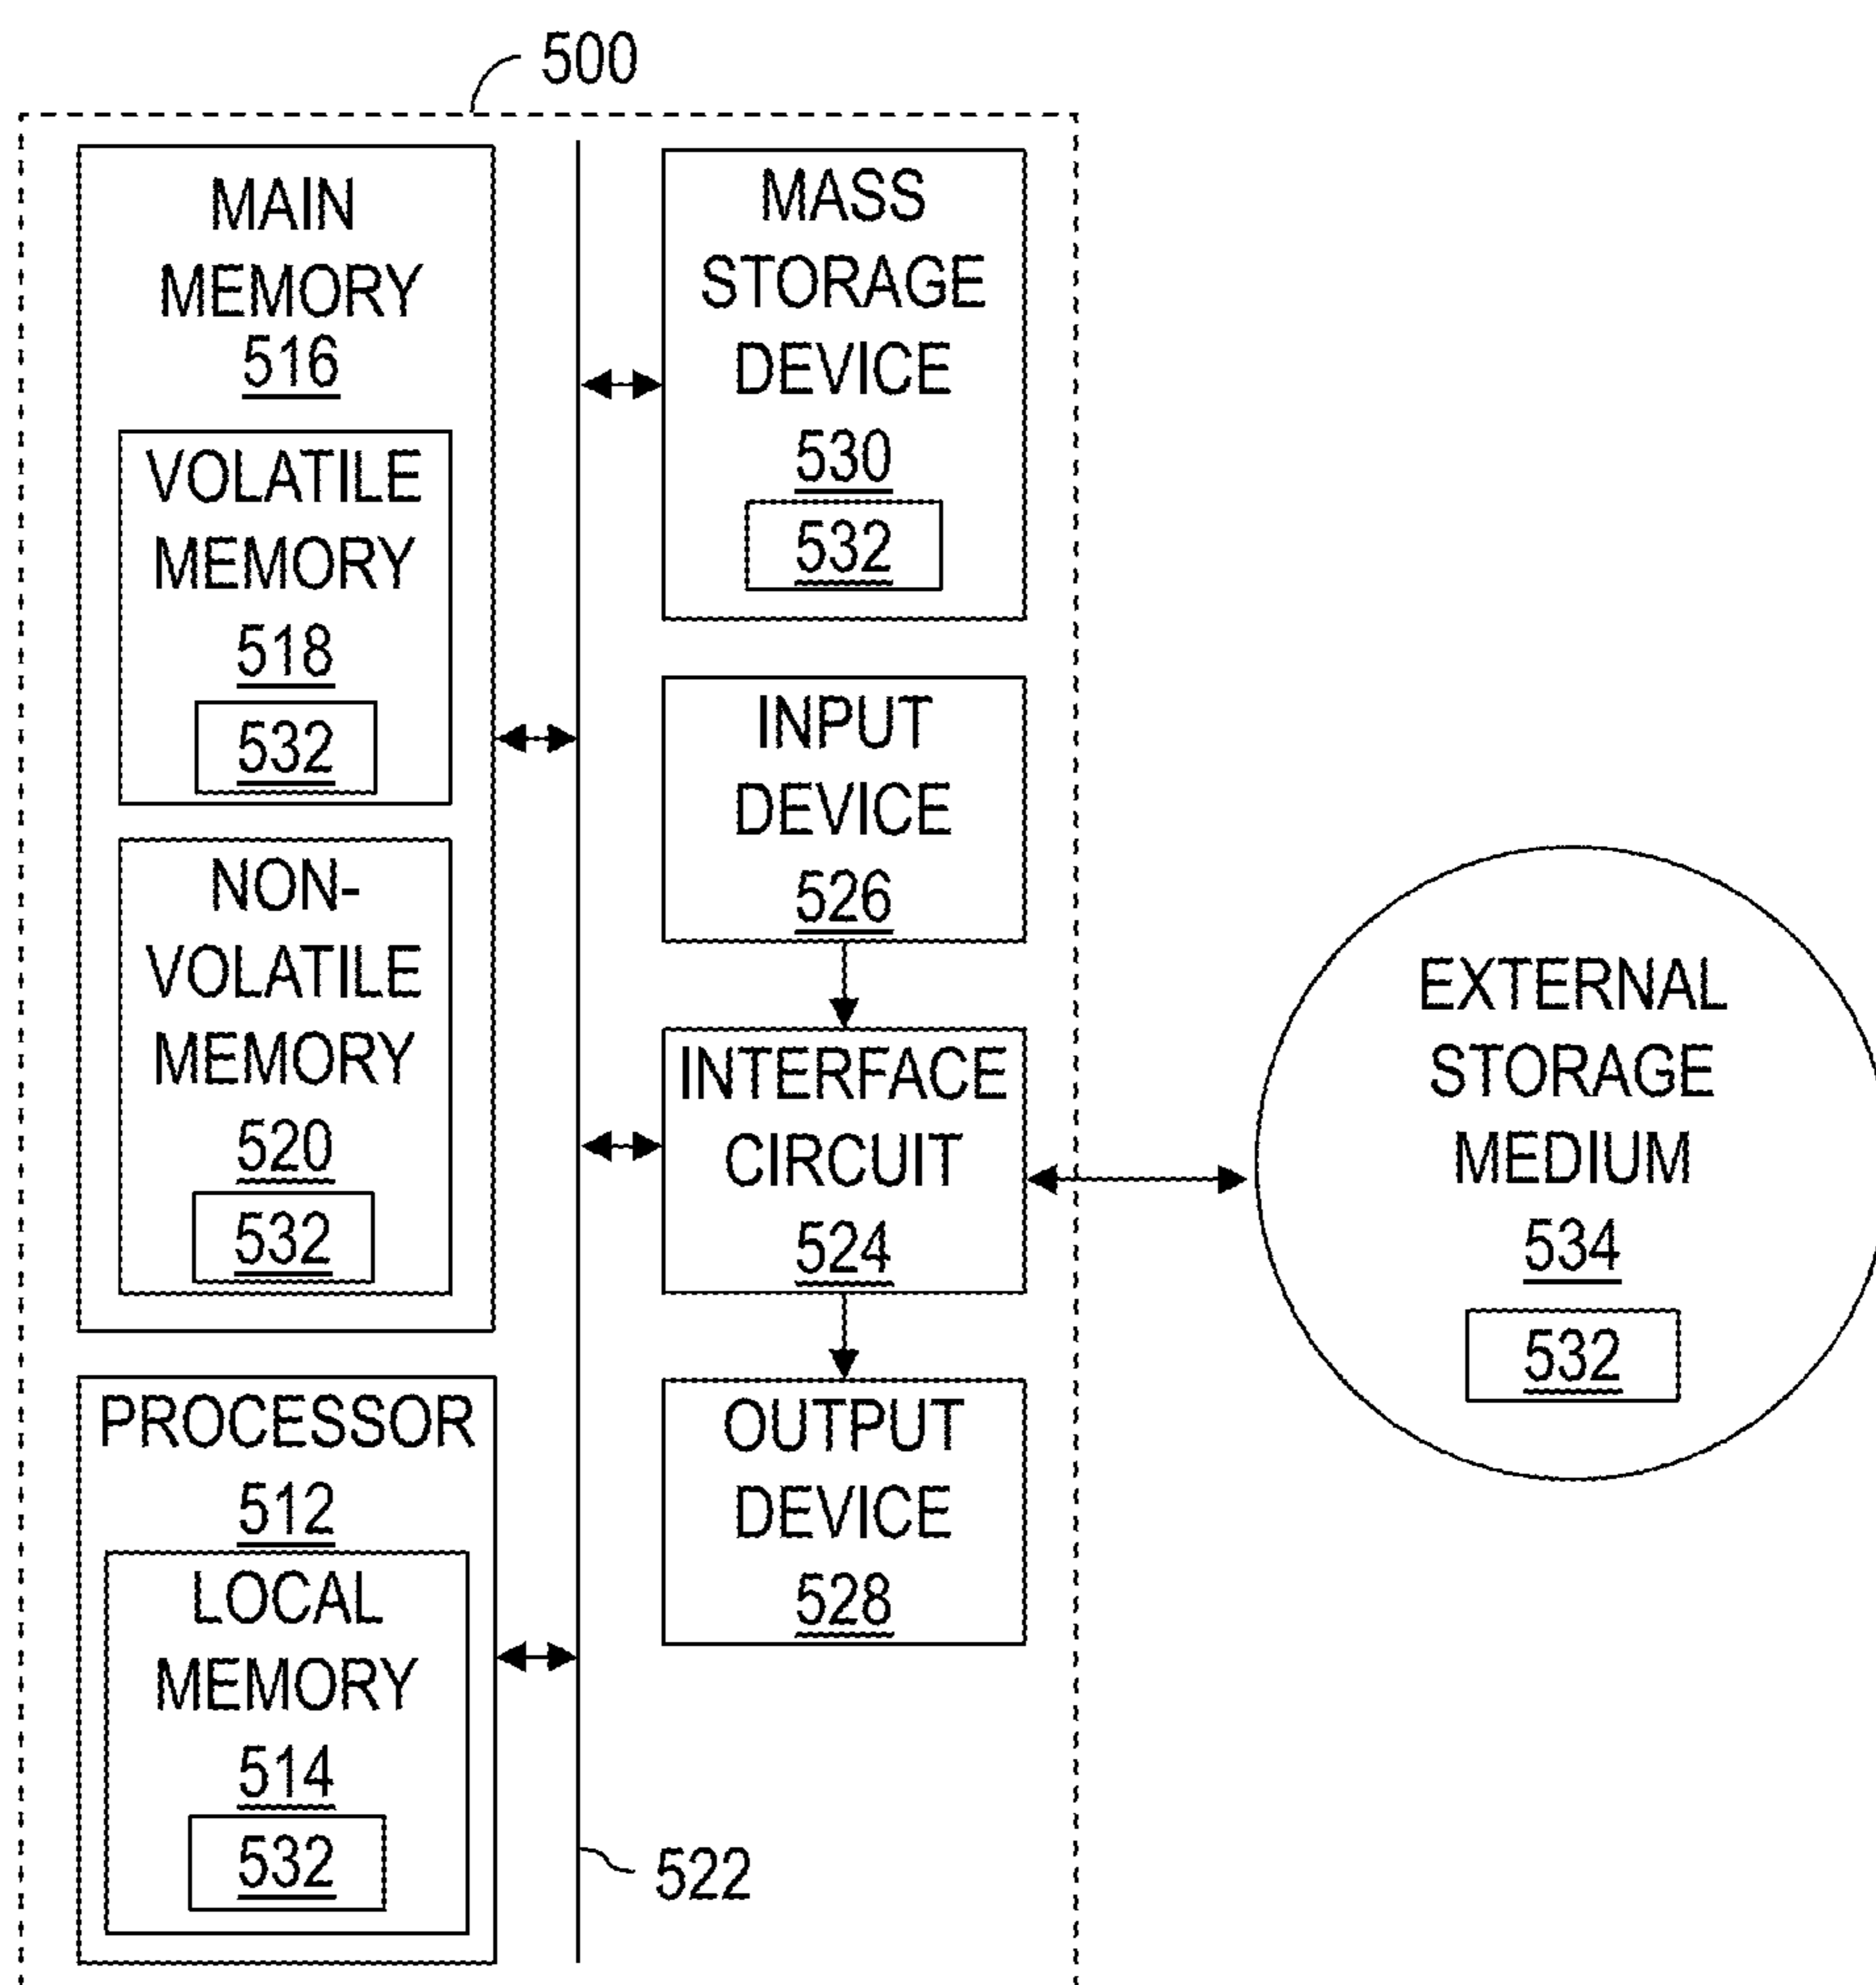 500
MAIN
MEMORY
516
VOLATILE
MEMORY
518
532
NON-
VOLATILE
MEMORY
520
532
PROCESSOR
512
LOCAL
MEMORY
514
532
522
MASS
STORAGE
DEVICE
530
532
INPUT
DEVICE
526
INTERFACE
CIRCUIT
524
OUTPUT
DEVICE
528
EXTERNAL
STORAGE
MEDIUM
534
532